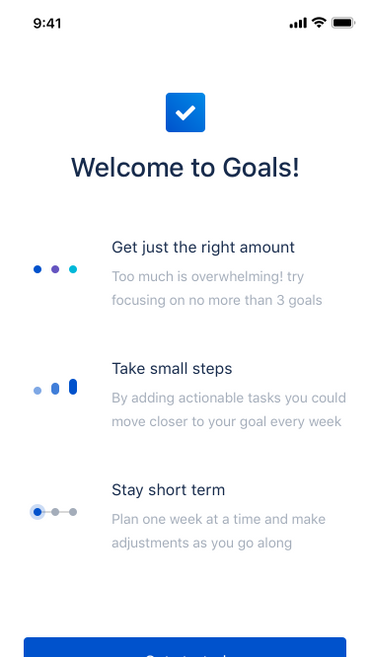 9:41
Welcome to Goals!
Get just the right amount
Too much is overwhelming! try
focusing on no more than 3 goals
Take small steps
By adding actionable tasks you could
move closer to your goal every week
Stay short term
Plan one week at a time and make
adjustments as you go along